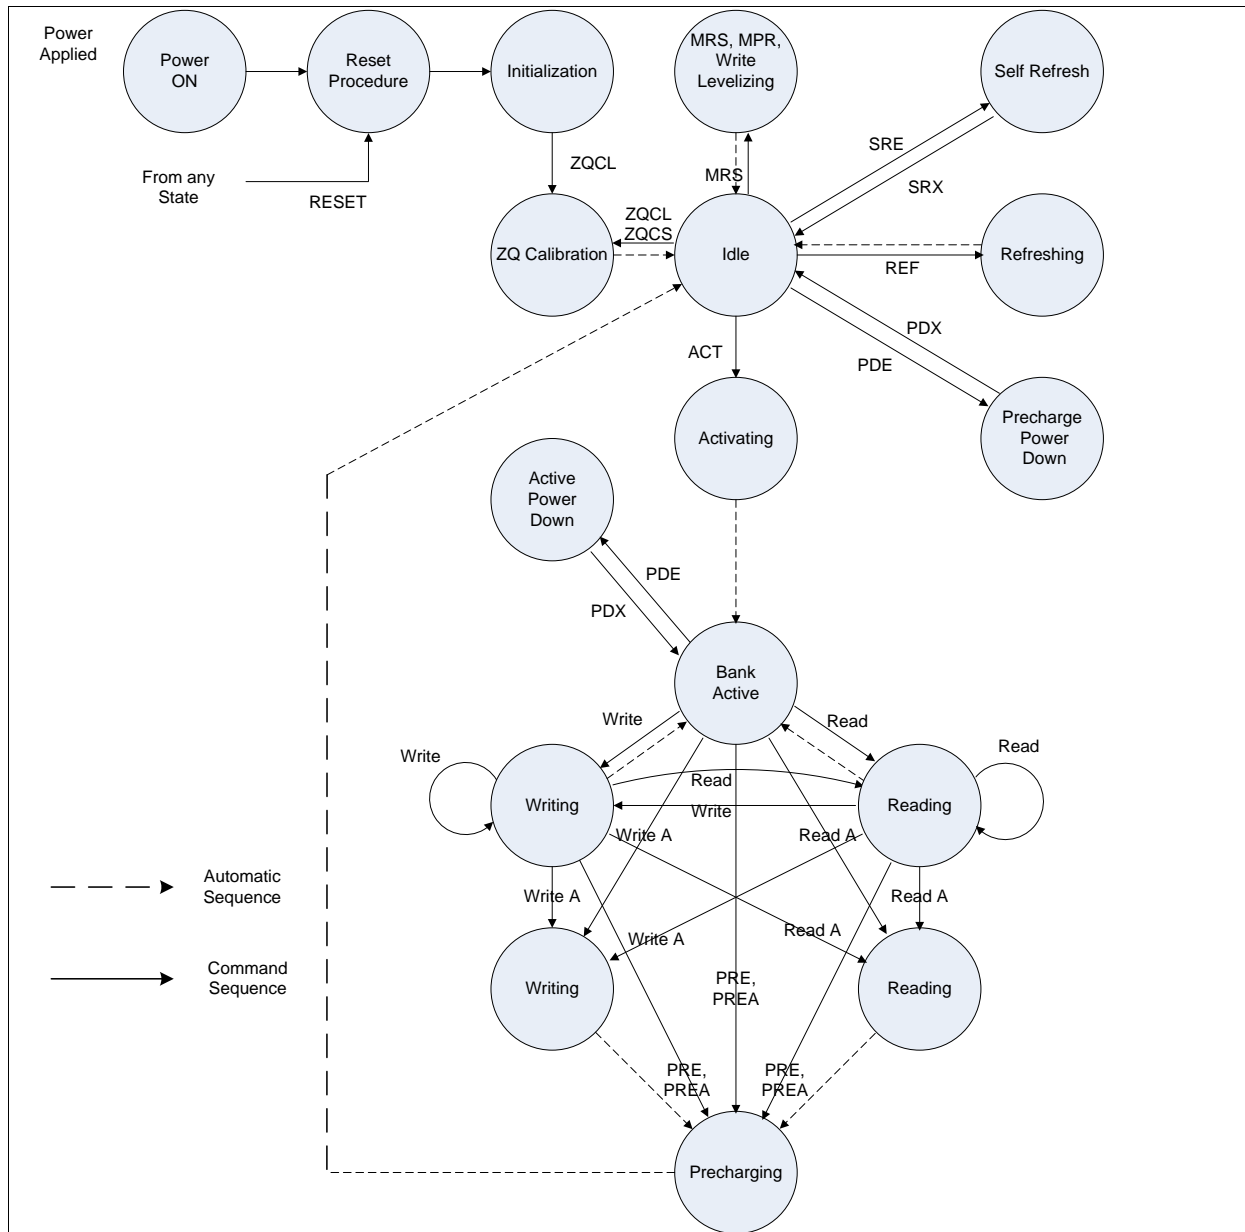 Power
Applied
Power
ON
Reset
Procedure
Initialization
MRS, MPR,
Write
Levelizing
Self Refresh
From any
State
RESET
ZQCL
MRS
SRE
SRX
ZQCL
ZQCS
ZQ Calibration
Idle
REF
Refreshing
ACT
PDX
PDE
Activating
Precharge
Power
Down
Active
Power
Down
PDE
PDX
Bank
Active
Write
Read
Write
Read
Read
Write
Writing
Reading
Write A
Read A
Write A
Read A
Write A
Read A
Automatic
Sequence
Command
Sequence
Writing
Reading
PRE,
PREA
PRE,
PREA
PRE,
PREA
Precharging